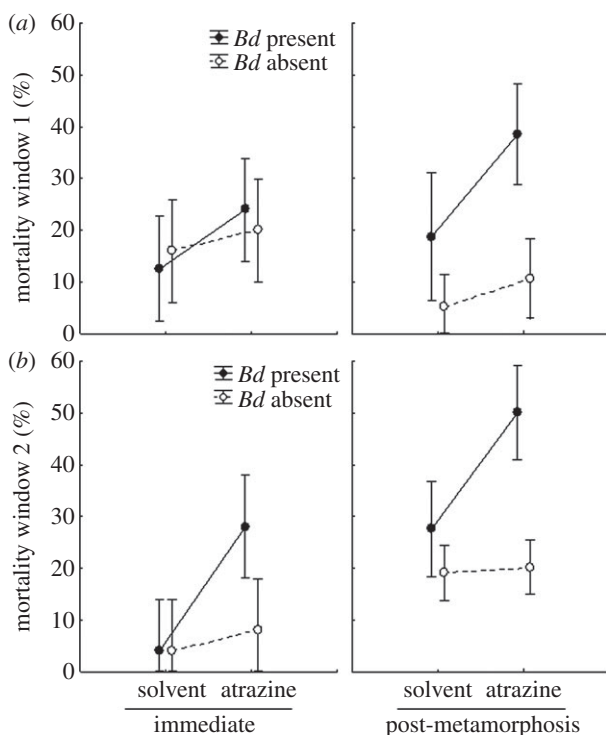 (a)
60
50
40
30
20
10
0
mortality window 1 (%)
Bd present
Bd absent
(b)
60
50
40
30
20
10
0
mortality window 2 (%)
Bd present
Bd absent
solvent atrazine
immediate
solvent atrazine
post-metamorphosis